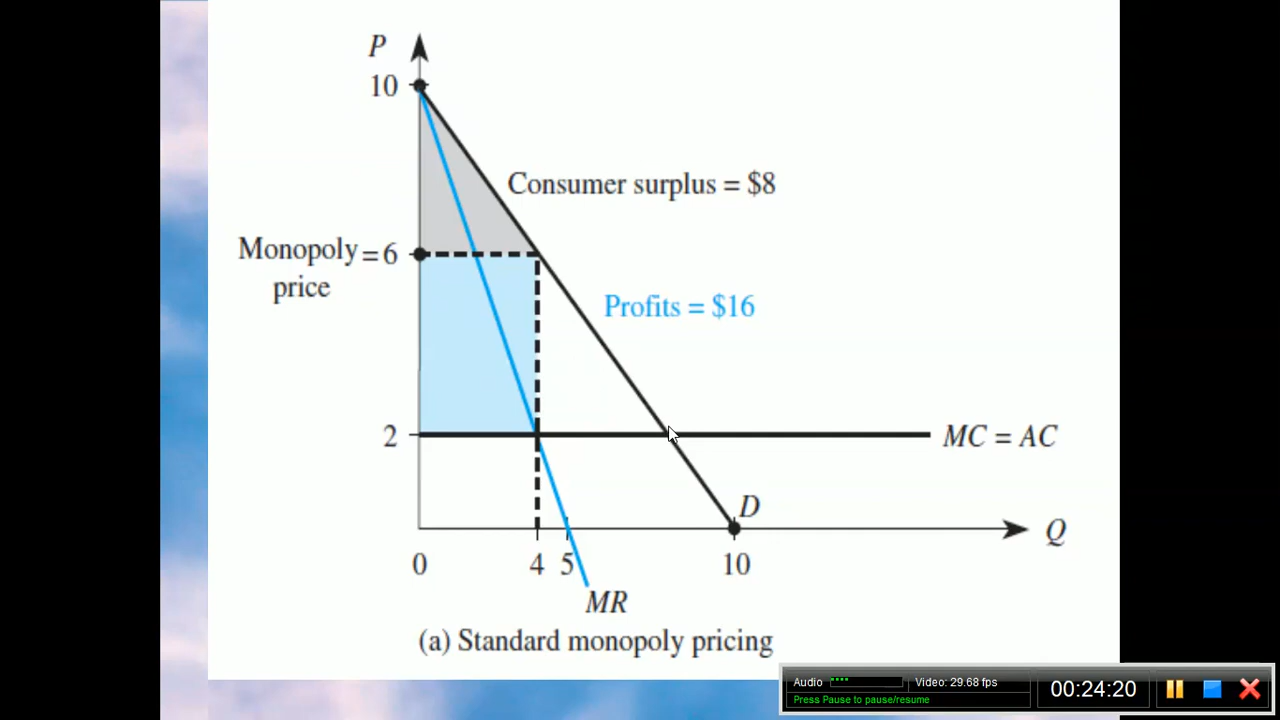 P
10
Consumer surplus = $8
Monopoly = 6
price
Profits = $16
2
MC = AC
D
Q
0
4 5
10
MR
(a) Standard monopoly pricing
Audio
Video: 29.68 fps
Press Pause to pause/resume
00:24:20